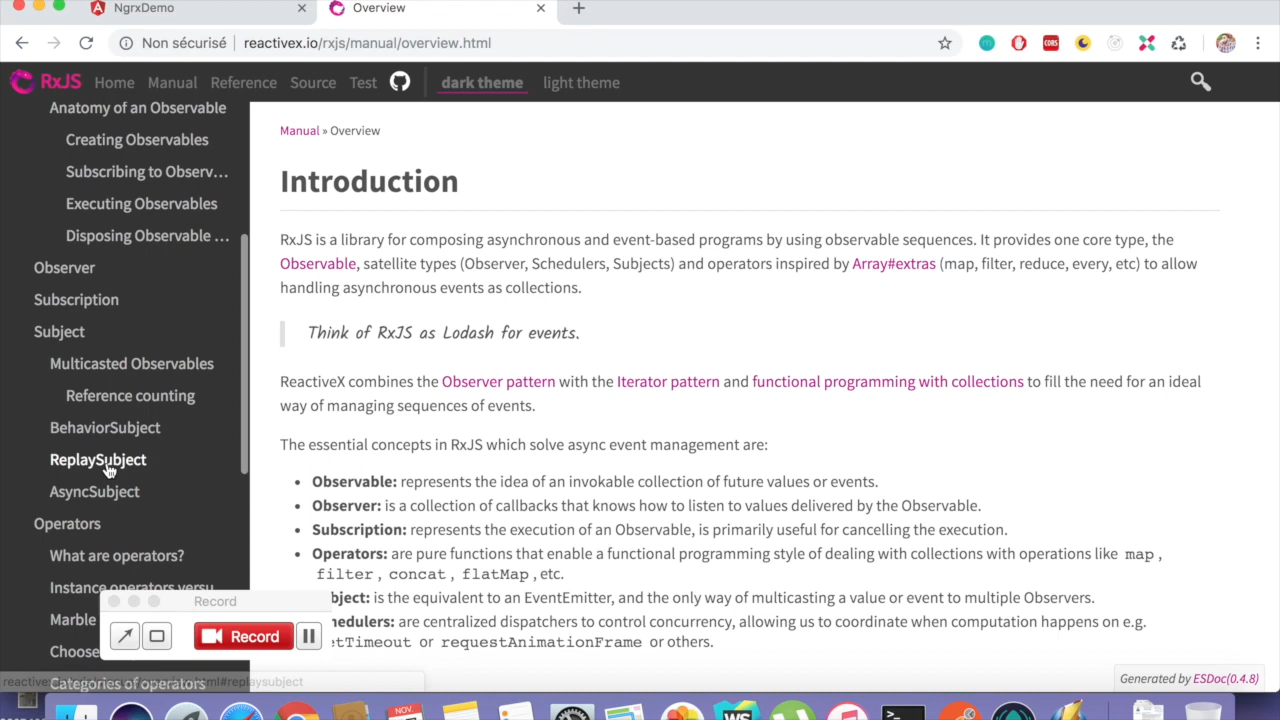 NgrxDemo
Overview
Non sécurisé
reactivex.io/rxjs/manual/overview.html
CORS
RxJS Home Manual Reference Source Test dark theme light theme
Anatomy of an Observable
Creating Observables
Subscribing to Observ…
Executing Observables
Disposing Observable …
Observer
Subscription
Subject
Multicasted Observables
Reference counting
BehaviorSubject
ReplaySubject
AsyncSubject
Operators
What are operators?
Instance operators versu
Marble
Choose
Categories of operators
Manual » Overview
Introduction
RxJS is a library for composing asynchronous and event-based programs by using observable sequences. It provides one core type, the
Observable, satellite types (Observer, Schedulers, Subjects) and operators inspired by Array#extras (map, filter, reduce, every, etc) to allow
handling asynchronous events as collections.
Think of RxJS as Lodash for events.
ReactiveX combines the Observer pattern with the Iterator pattern and functional programming with collections to fill the need for an ideal
way of managing sequences of events.
The essential concepts in RxJS which solve async event management are:
• Observable: represents the idea of an invokable collection of future values or events.
• Observer: is a collection of callbacks that knows how to listen to values delivered by the Observable.
• Subscription: represents the execution of an Observable, is primarily useful for cancelling the execution.
• Operators: are pure functions that enable a functional programming style of dealing with collections with operations like map,
filter, concat, flatMap, etc.
bject: is the equivalent to an EventEmitter, and the only way of multicasting a value or event to multiple Observers.
hedulers: are centralized dispatchers to control concurrency, allowing us to coordinate when computation happens on e.g.
etTimeout or requestAnimationFrame or others.
Record
Record
Generated by ESDoc(0.4.8)
NOV.
WS